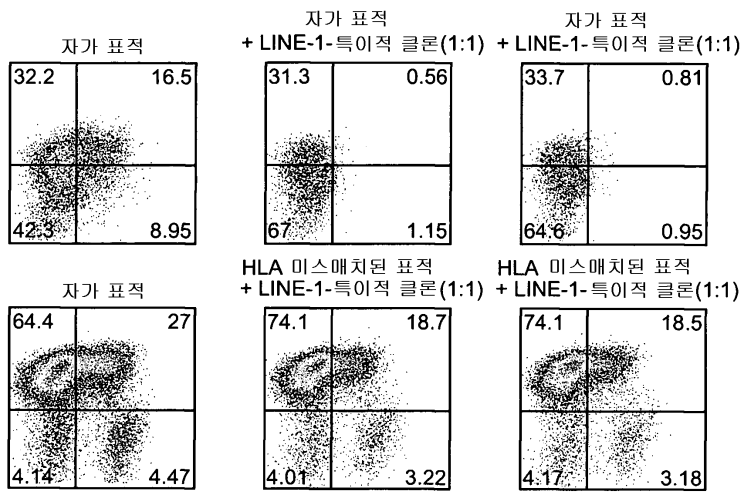 자가 표적
자가 표적
+ LINE-1-특이적 클론(1:1)
자가 표적
+ LINE-1-특이적 클론(1:1)
32.2 16.5
42.3 8.95
31.3 0.56
67 1.15
33.7 0.81
64.6 0.95
자가 표적
HLA 미스매치된 표적
+ LINE-1-특이적 클론(1:1)
HLA 미스매치된 표적
+ LINE-1-특이적 클론(1:1)
64.4 27
4.14 4.47
74.1 18.7
4.01 3.22
74.1 18.5
4.17 3.18